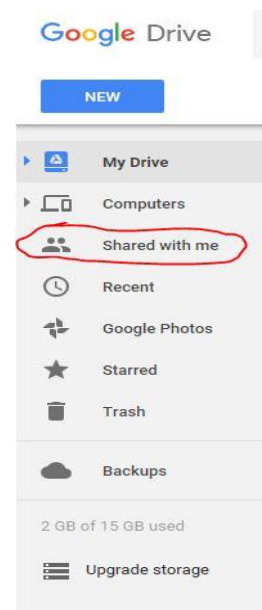 Google Drive
NEW
My Drive
Computers
Shared with me
Recent
Google Photos
Starred
Trash
Backups
2 GB of 15 GB used
Upgrade storage